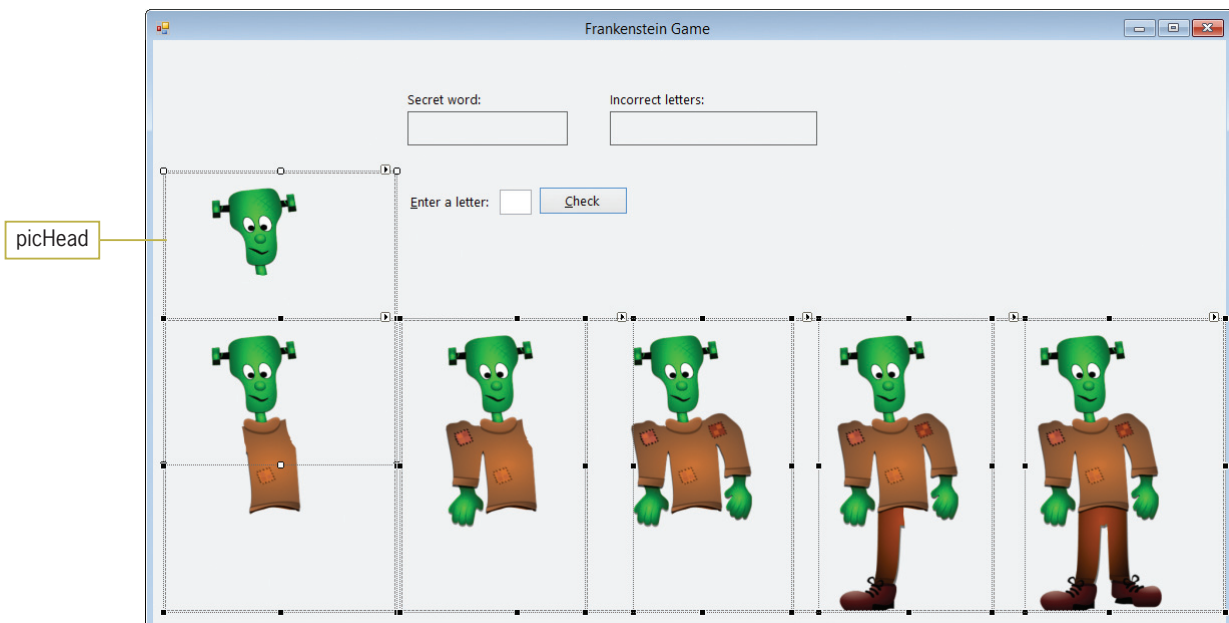 Frankenstein Game
Secret word:
Incorrect letters:
Enter a letter:
Check
picHead